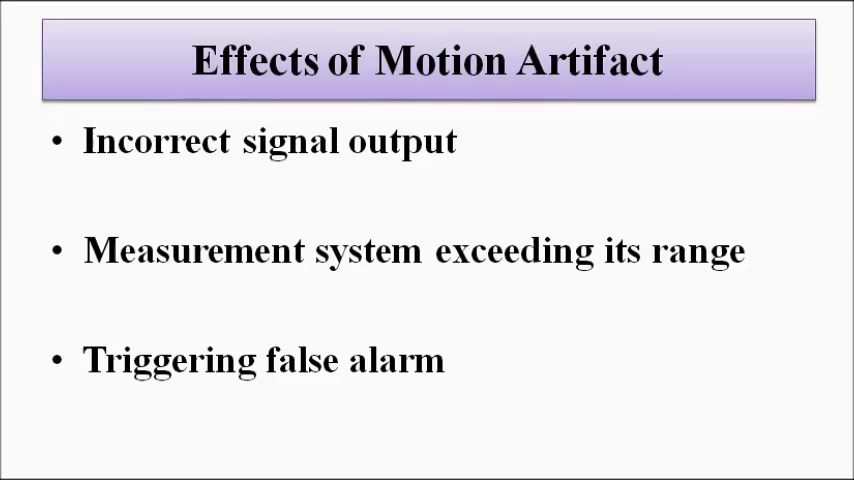 Effects of Motion Artifact
• Incorrect signal output
• Measurement system exceeding its range
• Triggering false alarm